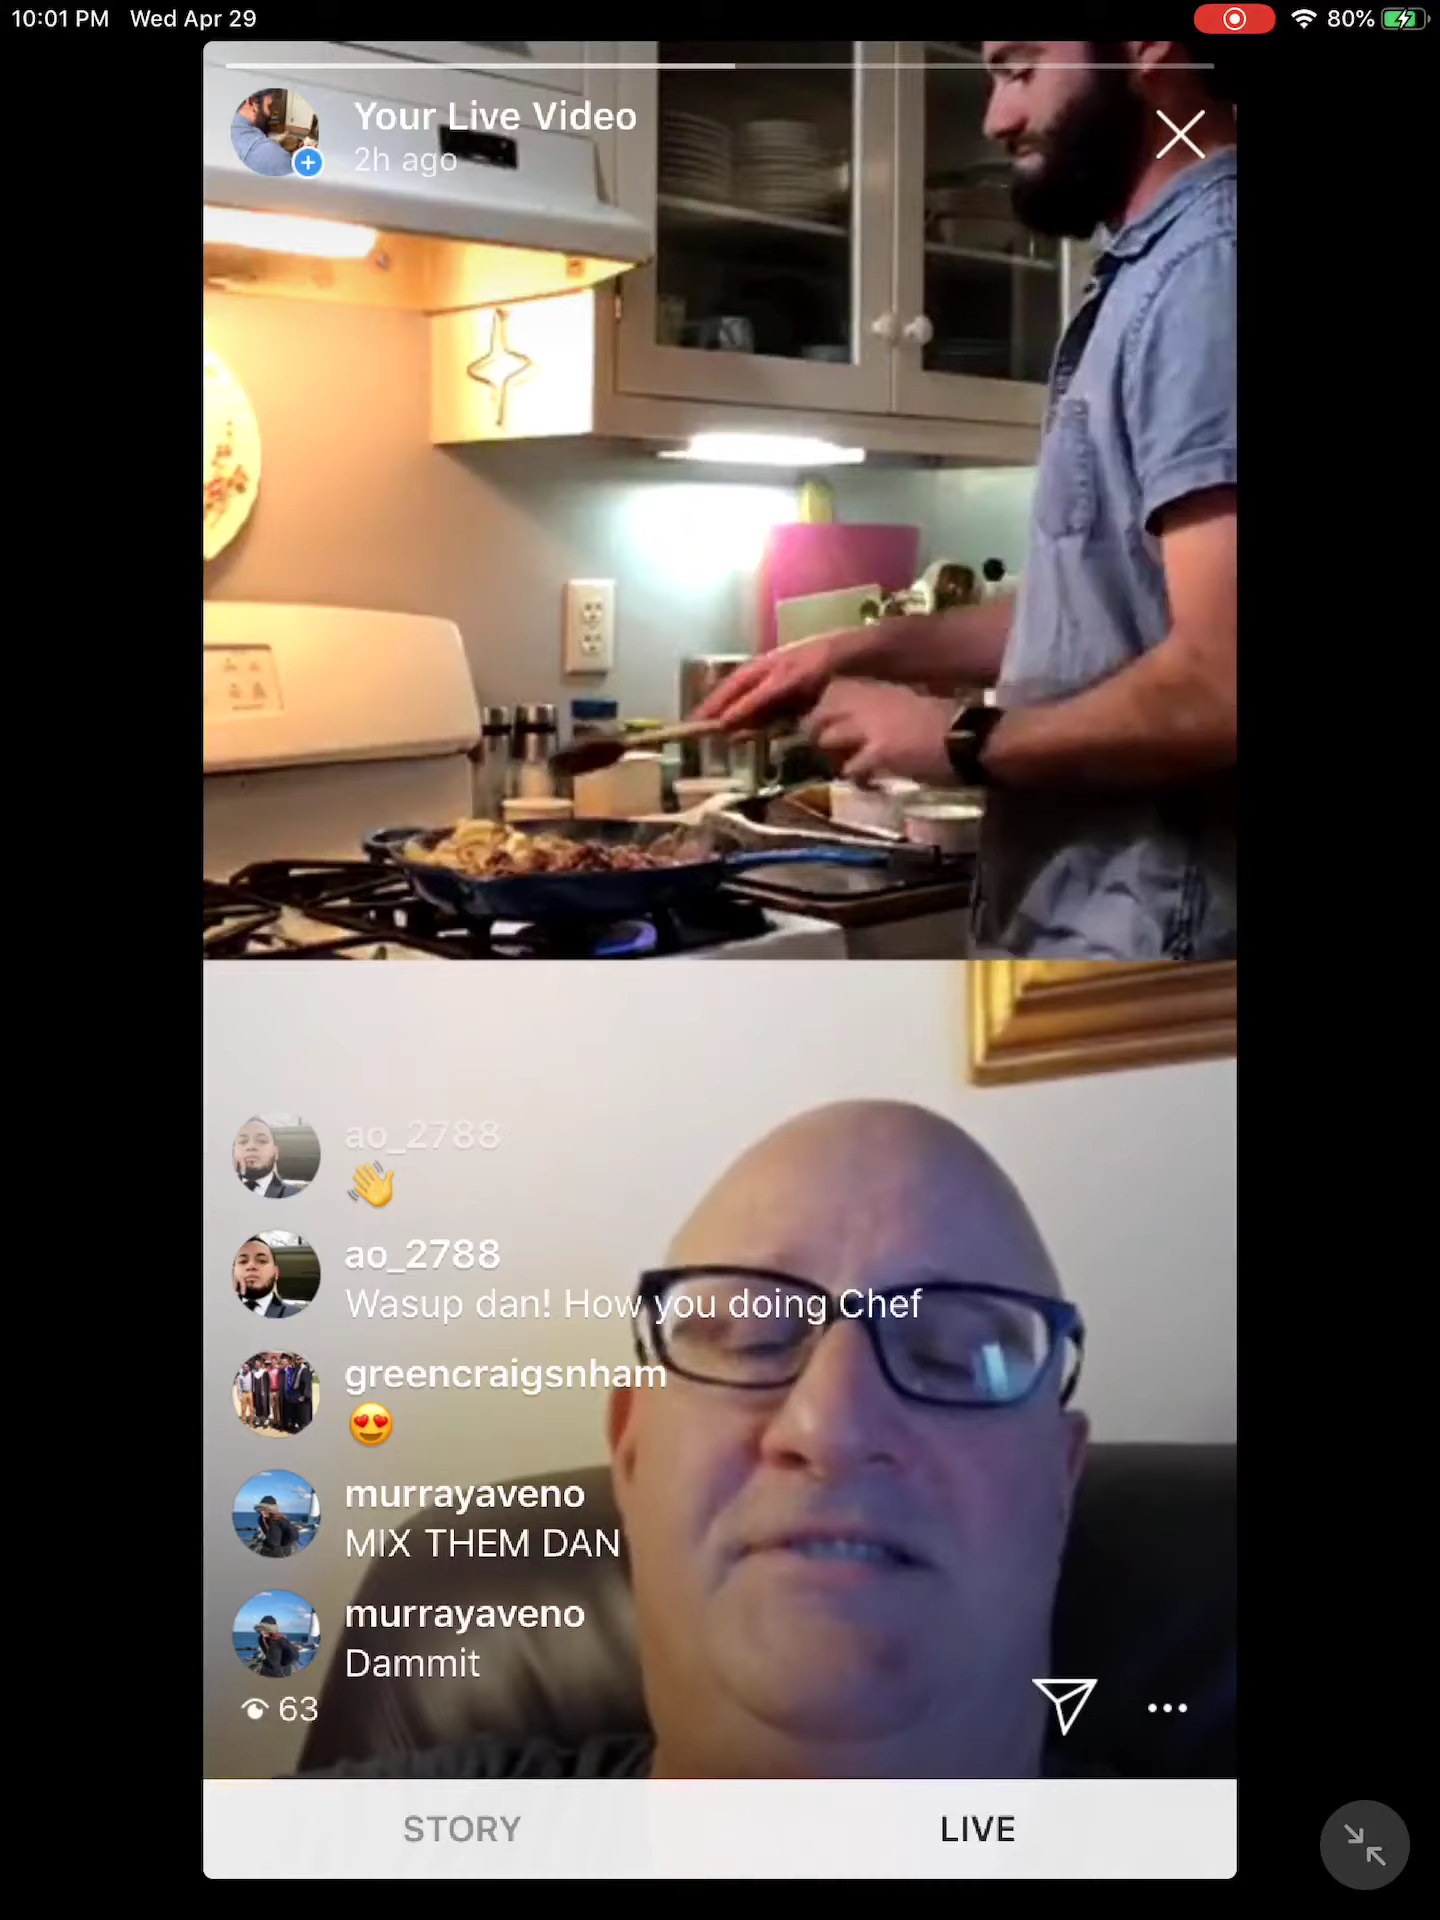 10:01 PM Wed Apr 29
80%
Your Live Video
2h ago
ao_2788
👋
ao_2788
Wasup dan! How you doing Chef
greencraigsnham
😍
murrayaveno
MIX THEM DAN
murrayaveno
Dammit
63
STORY LIVE